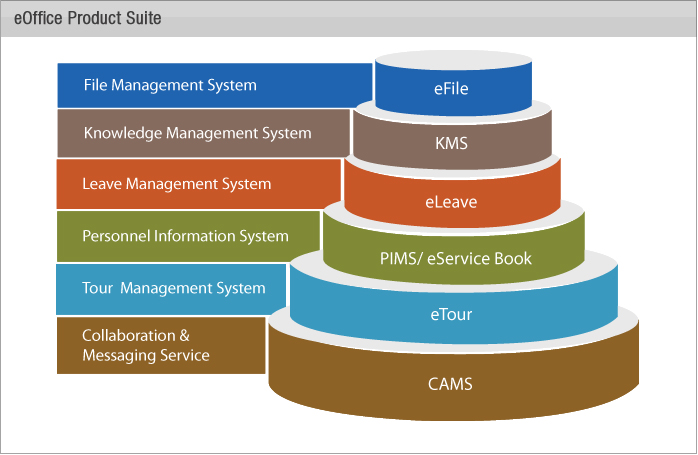 eOffice Product Suite
File Management System
eFile
Knowledge Management System
KMS
Leave Management System
eLeave
Personnel Information System
PIMS/ eService Book
Tour Management System
eTour
Collaboration &
Messaging Service
CAMS